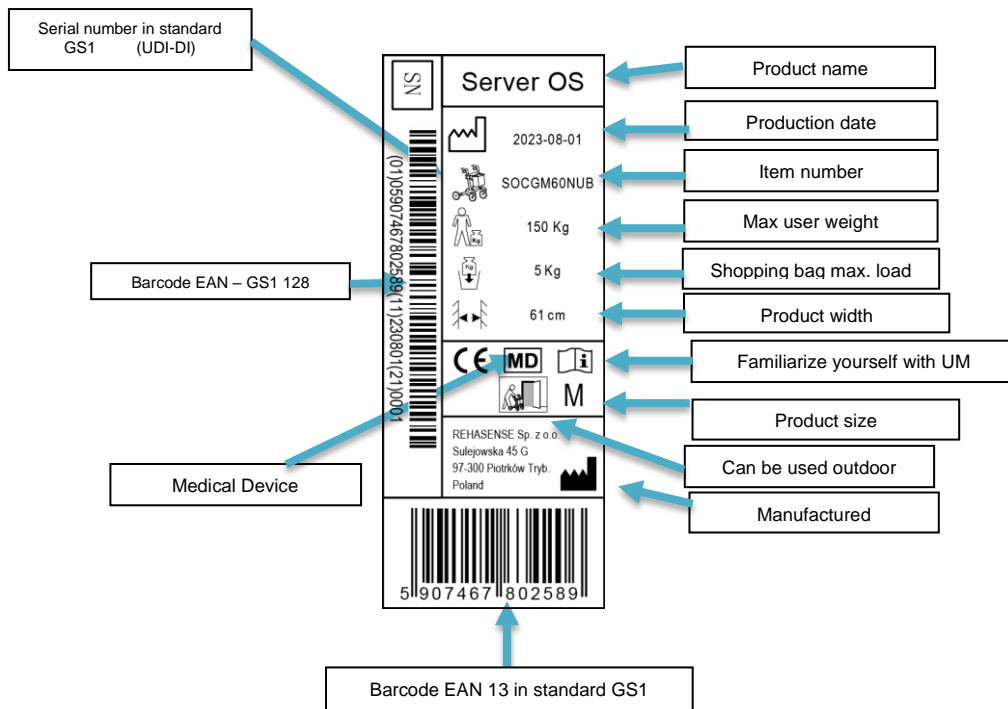 Serial number in standard
GS1 (UDI-DI)
Barcode EAN – GS1 128
Medical Device
SN
(01)05907467802589(11)230801(21)0001
Server OS
2023-08-01
SOCGM60NUB
150 Kg
Kg
5 Kg
Kg
61 cm
CE MD i
M
REHASENSE Sp. z o.o.
Sulejowska 45 G
97-300 Piotrków Tryb.
Poland
5 907467 802589
Product name
Production date
Item number
Max user weight
Shopping bag max. load
Product width
Familiarize yourself with UM
Product size
Can be used outdoor
Manufactured
Barcode EAN 13 in standard GS1